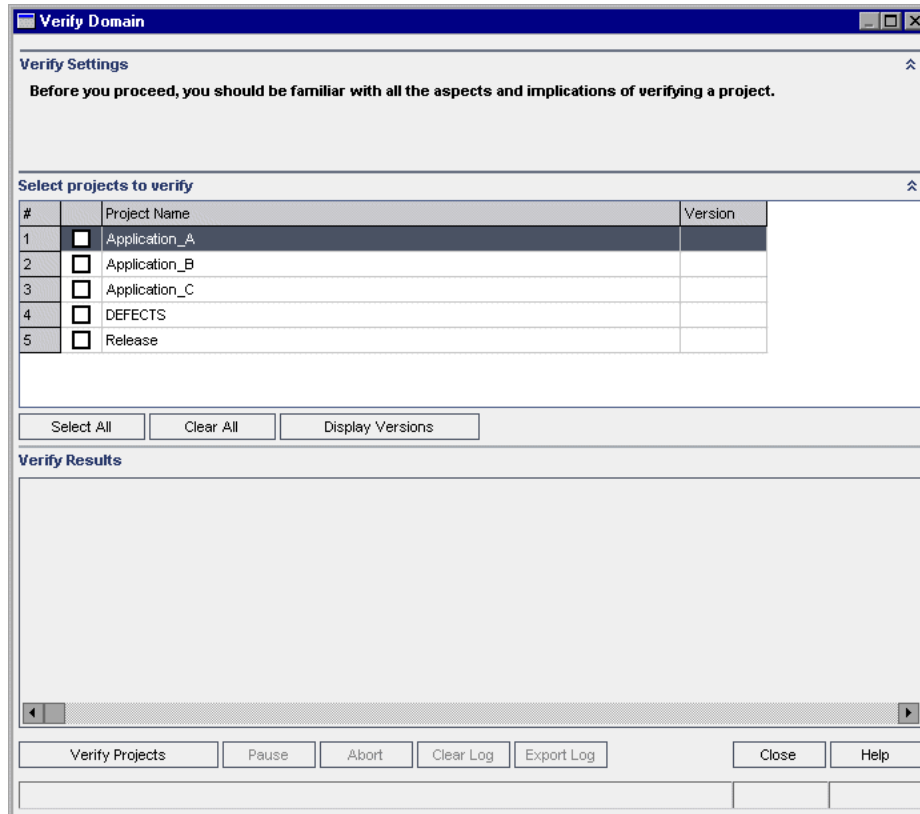 Verify Domain
Verify Settings
Before you proceed, you should be familiar with all the aspects and implications of verifying a project.
Select projects to verify
# Project Name Version
1 Application_A
2 Application_B
3 Application_C
4 DEFECTS
5 Release
Select All Clear All Display Versions
Verify Results
Verify Projects Pause Abort Clear Log Export Log Close Help